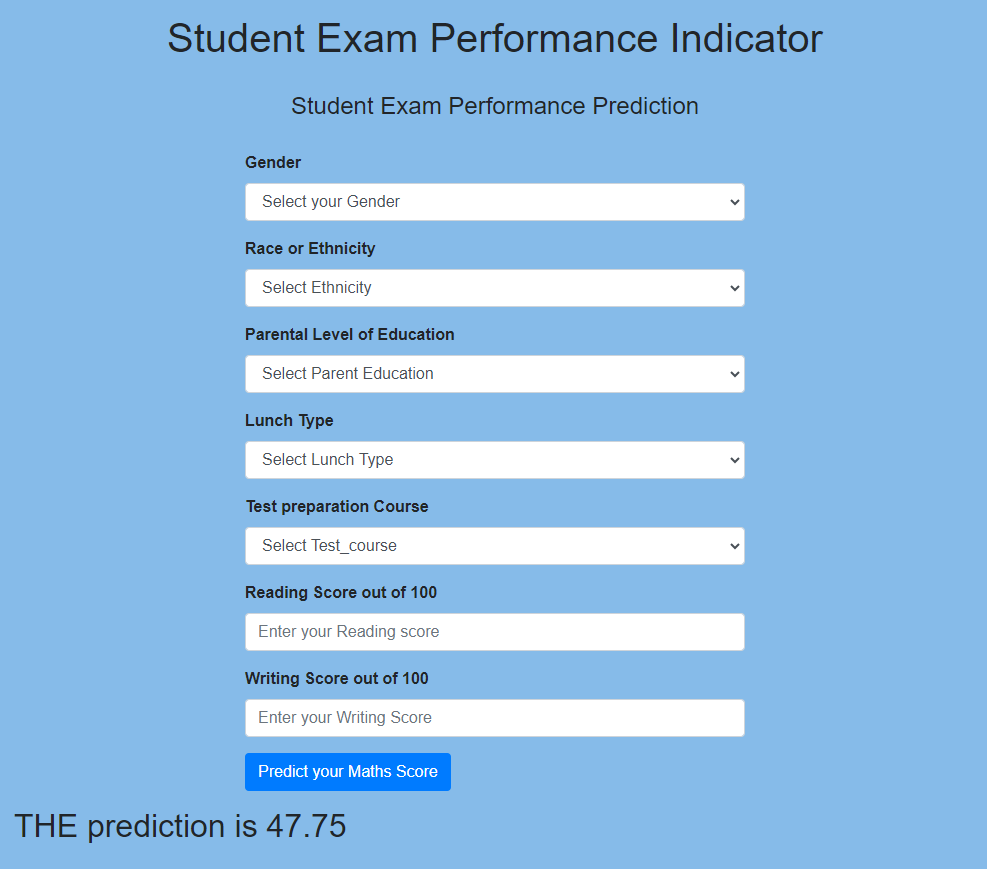 Student Exam Performance Indicator
Student Exam Performance Prediction
Gender
Select your Gender
Race or Ethnicity
Select Ethnicity
Parental Level of Education
Select Parent Education
Lunch Type
Select Lunch Type
Test preparation Course
Select Test_course
Reading Score out of 100
Enter your Reading score
Writing Score out of 100
Enter your Writing Score
Predict your Maths Score
THE prediction is 47.75